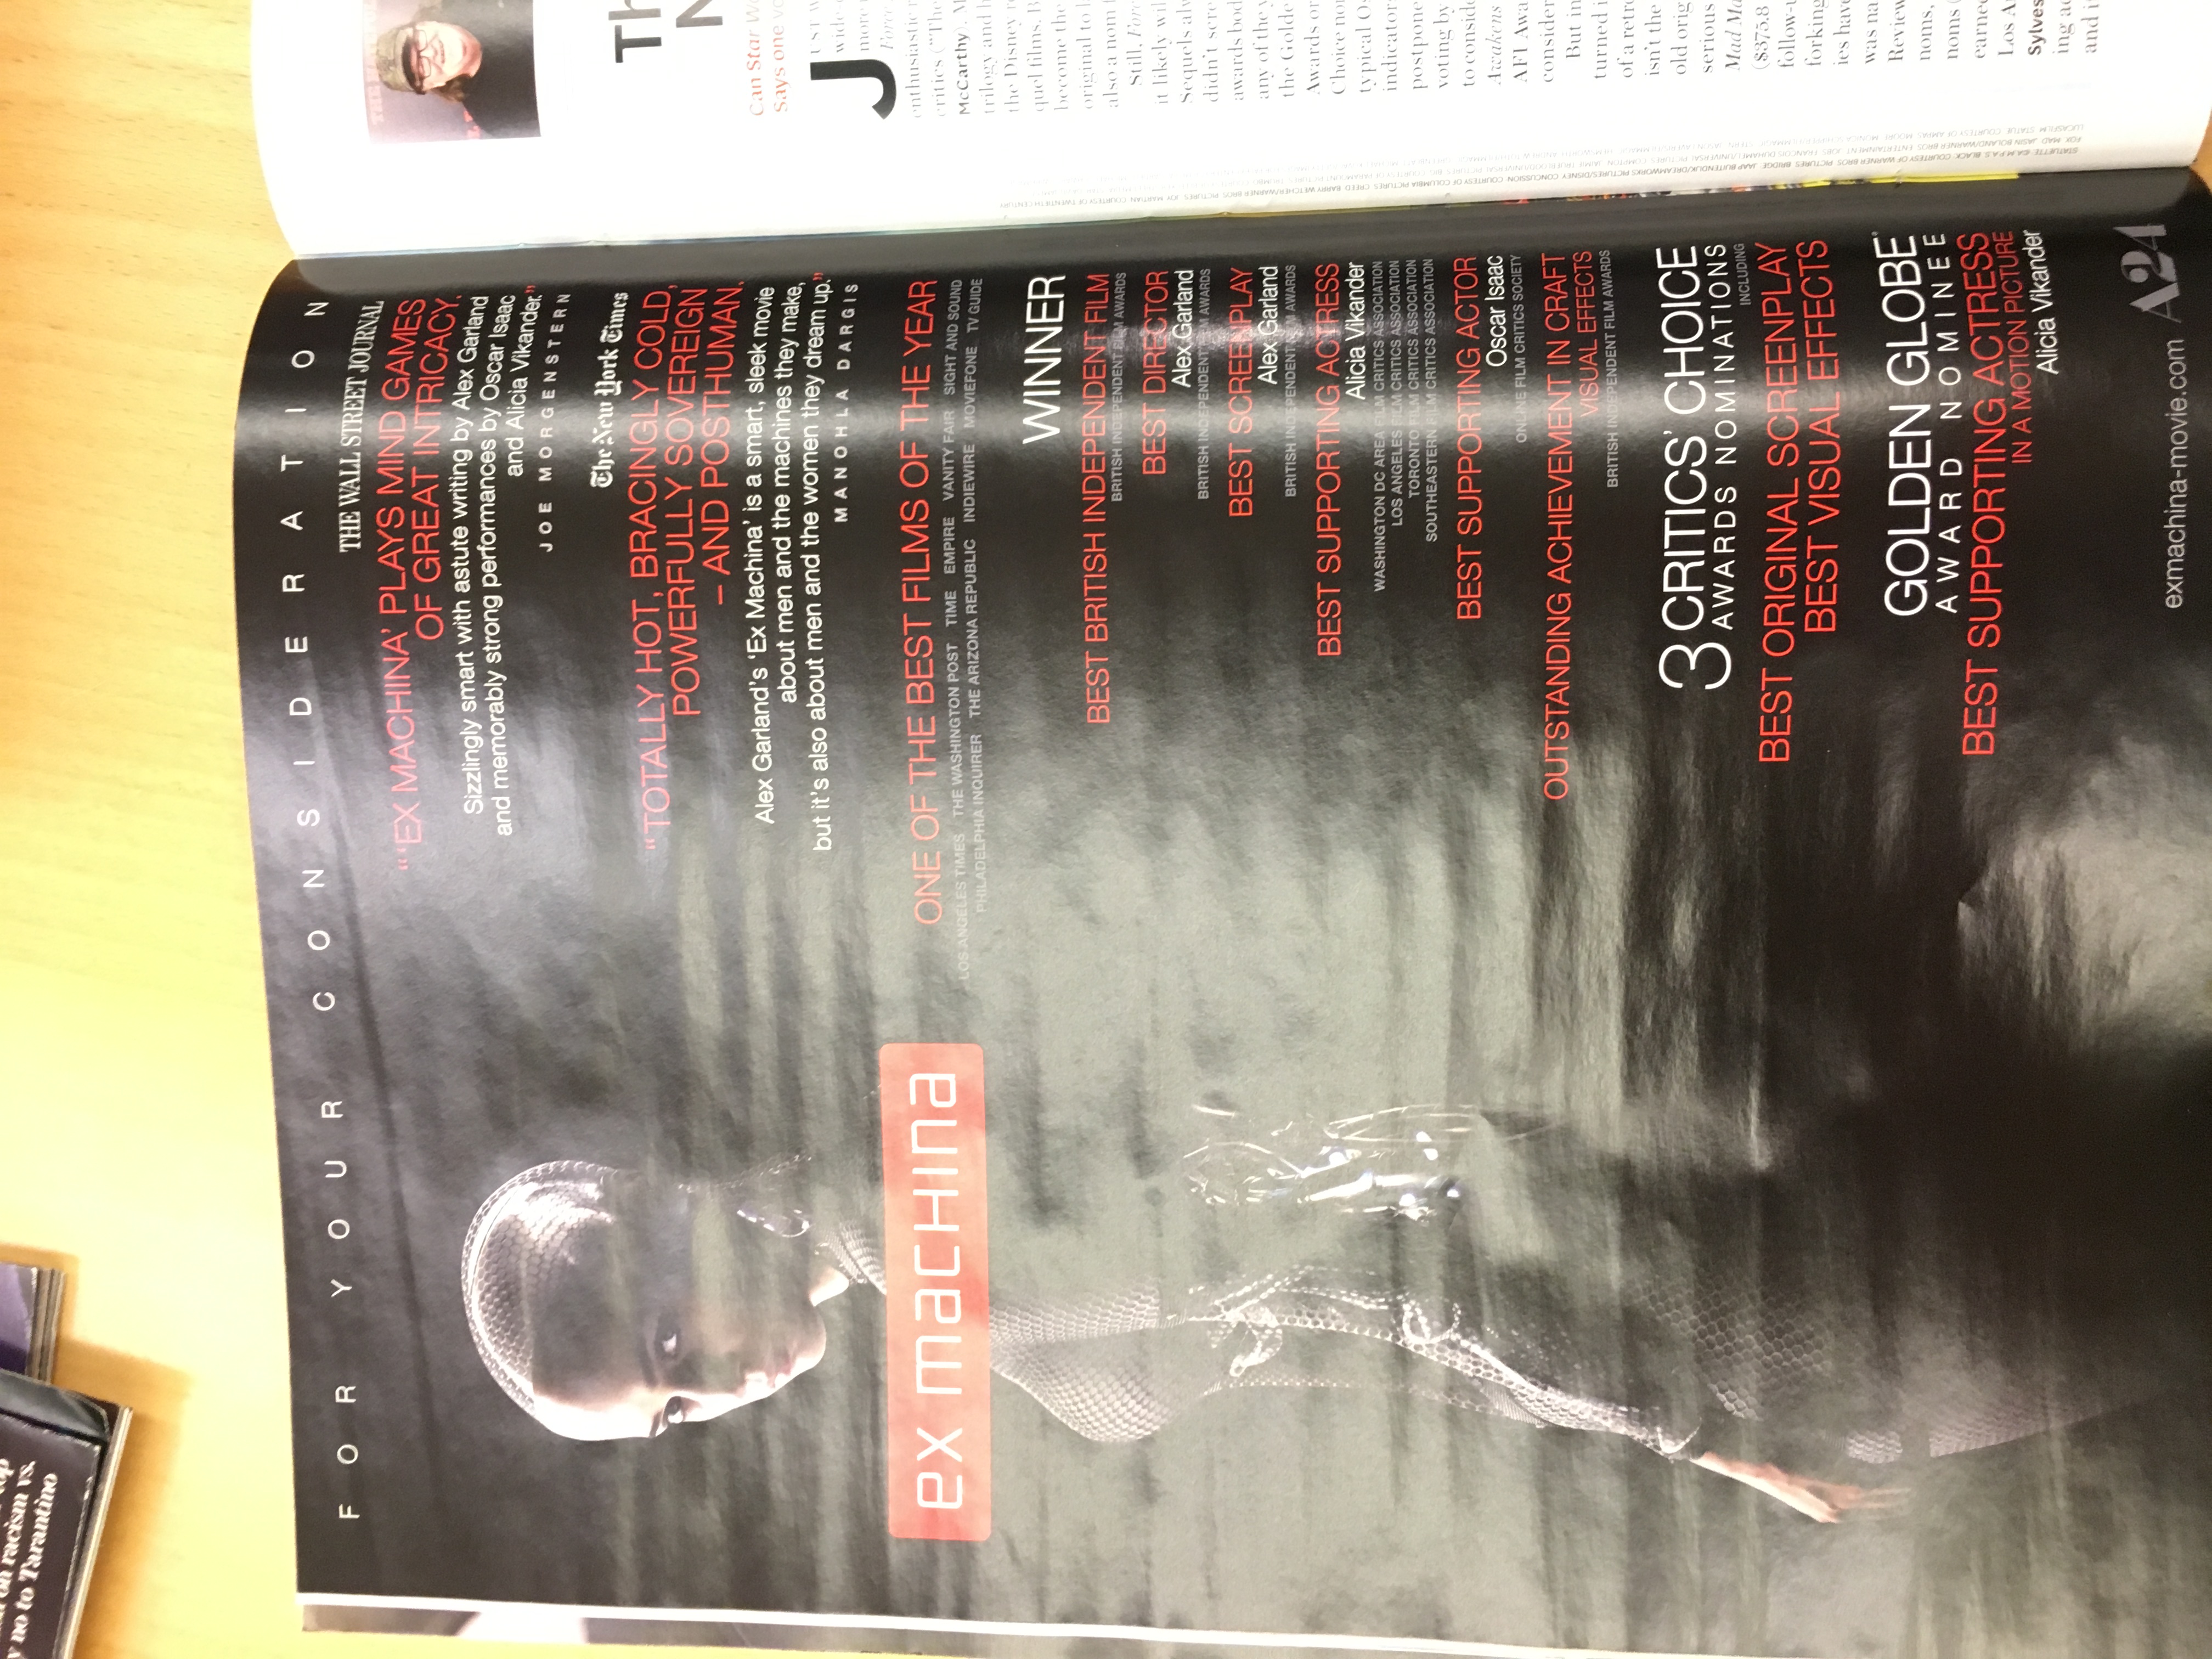 on racism vs.
no to Tarantino
FOR YOUR CONSIDERATION
THE WALL STREET JOURNAL
“‘EX MACHINA’ PLAYS MIND GAMES
OF GREAT INTRICACY.
Sizzlingly smart with astute writing by Alex Garland
and memorably strong performances by Oscar Isaac
and Alicia Vikander.”
JOE MORGENSTERN
The New York Times
“TOTALLY HOT, BRACINGLY COLD,
POWERFULLY SOVEREIGN
– AND POSTHUMAN.
Alex Garland’s ‘Ex Machina’ is a smart, sleek movie
about men and the machines they make,
but it’s also about men and the women they dream up.”
MANOHLA DARGIS
ex machina
ONE OF THE BEST FILMS OF THE YEAR
LOS ANGELES TIMES THE WASHINGTON POST TIME EMPIRE VANITY FAIR SIGHT AND SOUND
PHILADELPHIA INQUIRER THE ARIZONA REPUBLIC INDIEWIRE MOVIEFONE TV GUIDE
WINNER
BEST BRITISH INDEPENDENT FILM
BRITISH INDEPENDENT FILM AWARDS
BEST DIRECTOR
Alex Garland
BRITISH INDEPENDENT FILM AWARDS
BEST SCREENPLAY
Alex Garland
BRITISH INDEPENDENT FILM AWARDS
BEST SUPPORTING ACTRESS
Alicia Vikander
WASHINGTON DC AREA FILM CRITICS ASSOCIATION
LOS ANGELES FILM CRITICS ASSOCIATION
TORONTO FILM CRITICS ASSOCIATION
SOUTHEASTERN FILM CRITICS ASSOCIATION
BEST SUPPORTING ACTOR
Oscar Isaac
ONLINE FILM CRITICS SOCIETY
OUTSTANDING ACHIEVEMENT IN CRAFT
VISUAL EFFECTS
BRITISH INDEPENDENT FILM AWARDS
3 CRITICS’ CHOICE
AWARDS NOMINATIONS
INCLUDING
BEST ORIGINAL SCREENPLAY
BEST VISUAL EFFECTS
GOLDEN GLOBE®
AWARD NOMINEE
BEST SUPPORTING ACTRESS
IN A MOTION PICTURE
Alicia Vikander
exmachina-movie.com A24
Can Star
Says one
JUST
wide-
more
Force
enthusiastic
critics (“The
McCarthy). M
trilogy and
the Disney
quel films. B
become the
original to
also a nom
Still, Forc
it likely wil
Sequels alw
didn’t scre
awards bod
any of the y
the Golde
Awards or
Choice nom
typical Os
indicator
postpone
voting by
to conside
Awakens
AFI Awa
consider
But in
turned i
of a retro
isn’t the
old orig
serious
Mad Ma
($375.8
follow-u
forking
ies have
was na
Review
noms,
noms (
earned
Los A
Sylves
ing ac
and i